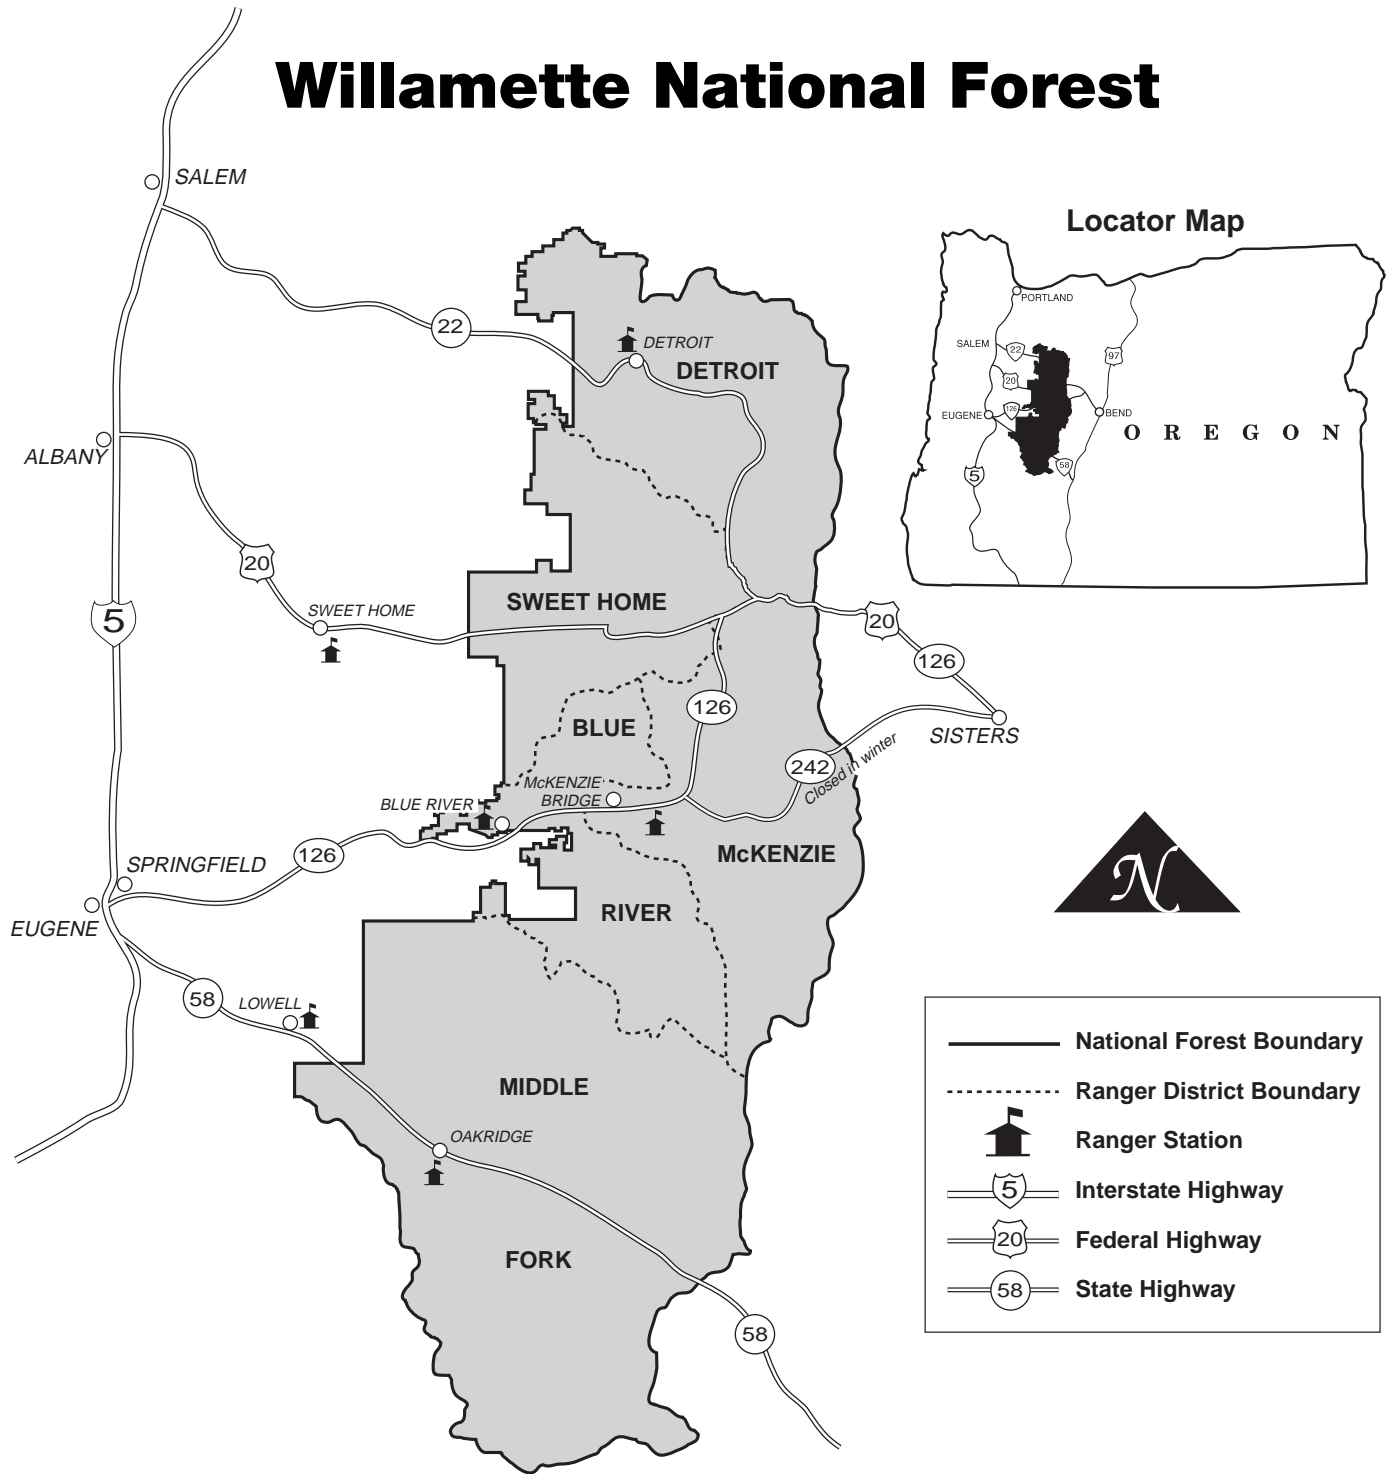 Willamette National Forest
SALEM
Locator Map
PORTLAND
SALEM
22
97
20
126
EUGENE
BEND
OREGON
58
5
22
DETROIT
DETROIT
ALBANY
20
SWEET HOME
SWEET HOME
5
20
126
126
SISTERS
BLUE
242
Closed in winter
McKENZIE
BRIDGE
BLUE RIVER
126
McKENZIE
SPRINGFIELD
EUGENE
RIVER
N
58
LOWELL
MIDDLE
OAKRIDGE
FORK
58
National Forest Boundary
Ranger District Boundary
Ranger Station
5 Interstate Highway
20 Federal Highway
58 State Highway